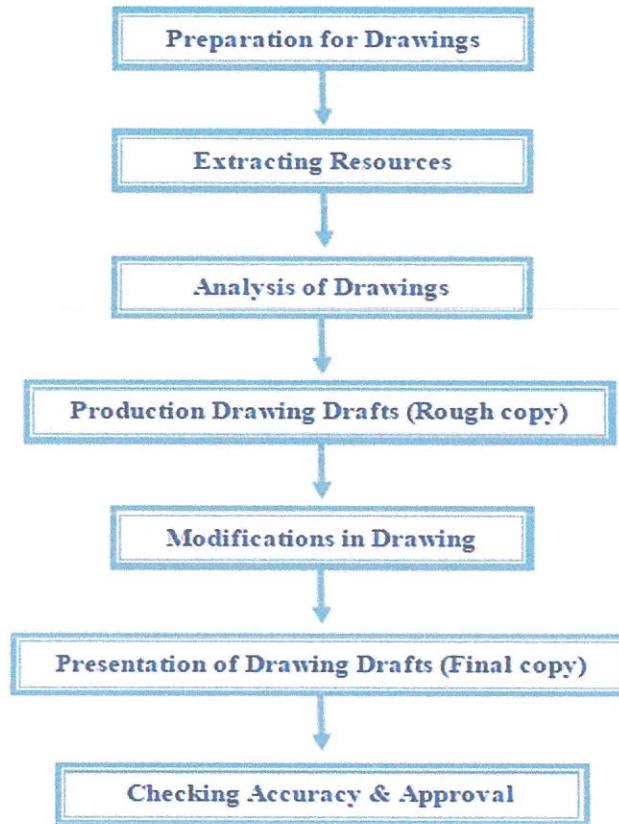 Preparation for Drawings
Extracting Resources
Analysis of Drawings
Production Drawing Drafts (Rough copy)
Modifications in Drawing
Presentation of Drawing Drafts (Final copy)
Checking Accuracy & Approval